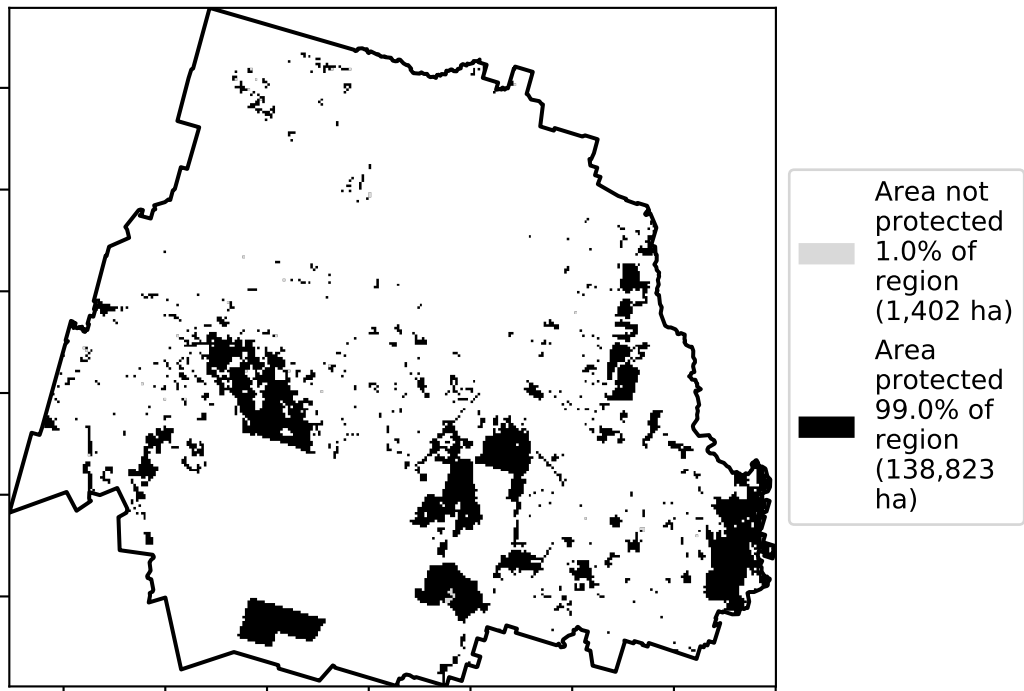 Area not
protected
1.0% of
region
(1,402 ha)
Area
protected
99.0% of
region
(138,823
ha)